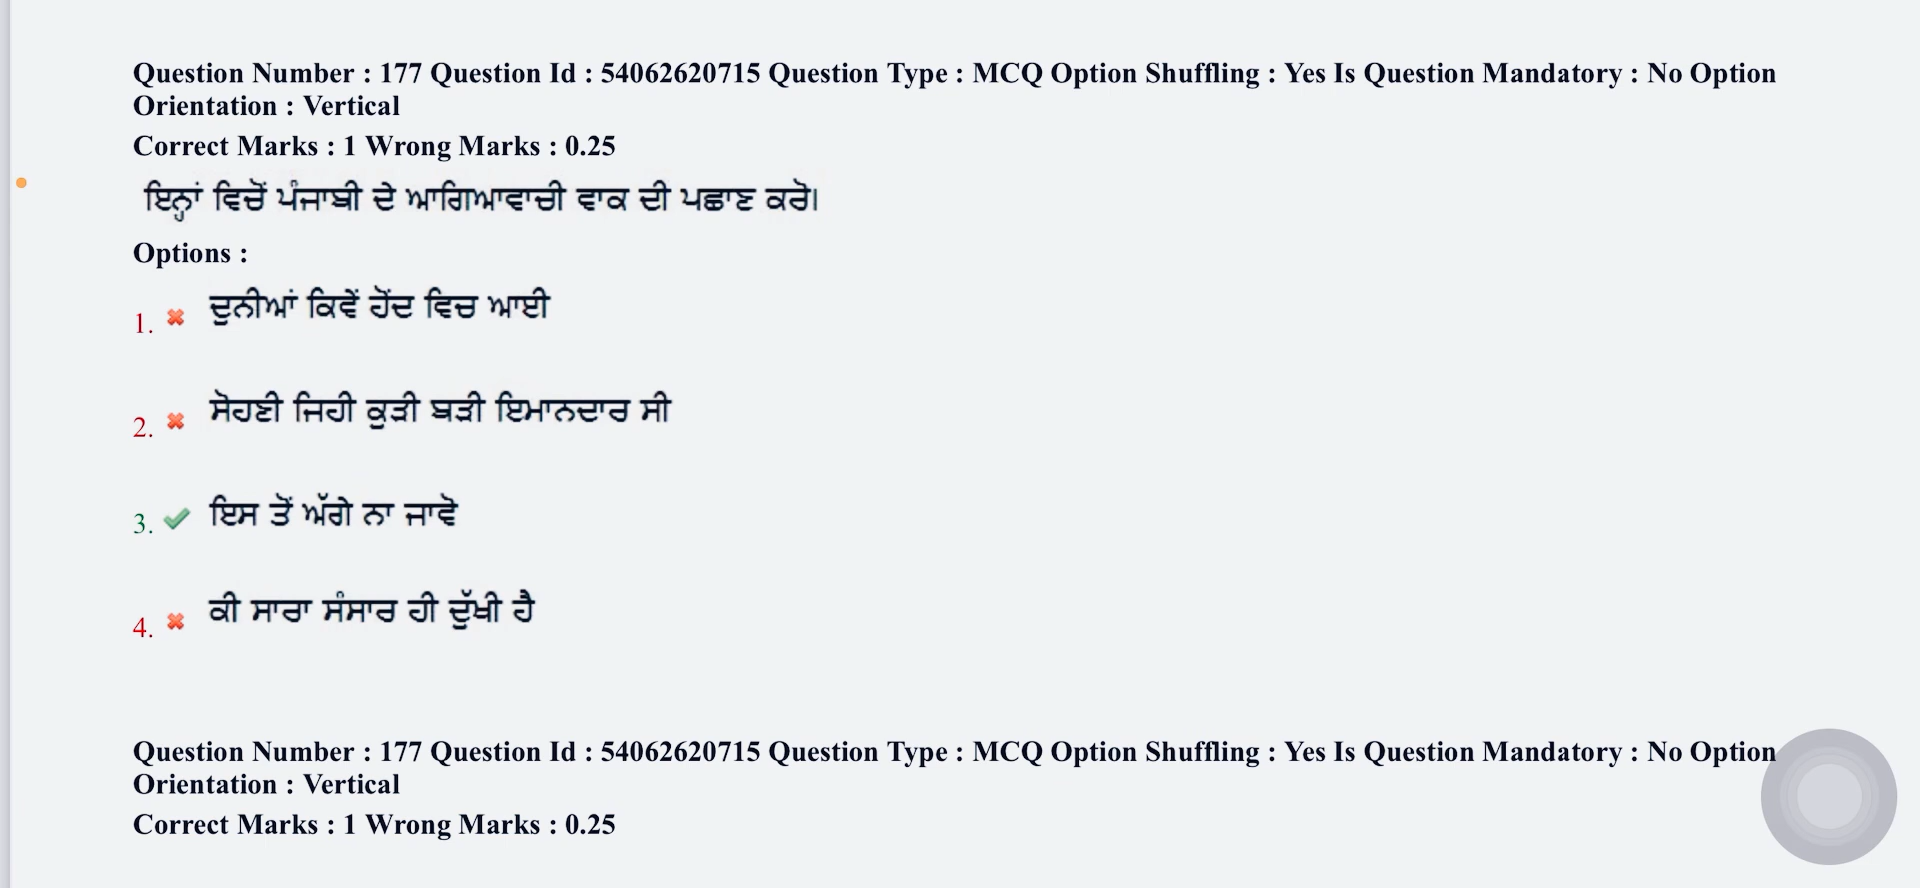 Question Number : 177 Question Id : 54062620715 Question Type : MCQ Option Shuffling : Yes Is Question Mandatory : No Option
Orientation : Vertical
Correct Marks : 1 Wrong Marks : 0.25
ਇਨ੍ਹਾਂ ਵਿਚੋਂ ਪੰਜਾਬੀ ਦੇ ਆਗਿਆਵਾਚੀ ਵਾਕ ਦੀ ਪਛਾਣ ਕਰੋ।
Options :
1. ਦੁਨੀਆਂ ਕਿਵੇਂ ਹੋਂਦ ਵਿਚ ਆਈ
2. ਸੋਹਣੀ ਜਿਹੀ ਕੁੜੀ ਬੜੀ ਇਮਾਨਦਾਰ ਸੀ
3. ਇਸ ਤੋਂ ਅੱਗੇ ਨਾ ਜਾਵੋ
4. ਕੀ ਸਾਰਾ ਸੰਸਾਰ ਹੀ ਦੁੱਖੀ ਹੈ
Question Number : 177 Question Id : 54062620715 Question Type : MCQ Option Shuffling : Yes Is Question Mandatory : No Option
Orientation : Vertical
Correct Marks : 1 Wrong Marks : 0.25